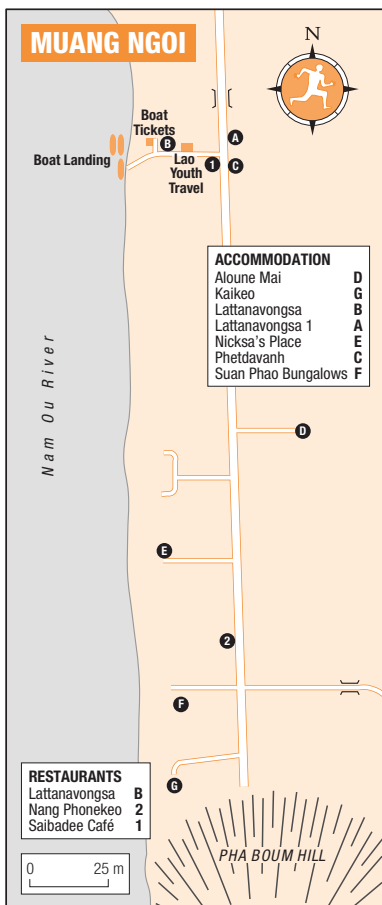 MUANG NGOI
N
Boat
Tickets
B
A
Boat Landing
Lao
Youth
Travel
1
C
ACCOMMODATION
Aloune Mai D
Kaikeo G
Lattanavongsa B
Lattanavongsa 1 A
Nicksa's Place E
Phetdavanh C
Suan Phao Bungalows F
Nam Ou River
D
E
2
F
G
RESTAURANTS
Lattanavongsa B
Nang Phonekeo 2
Saibadee Café 1
PHA BOUM HILL
0 25 m